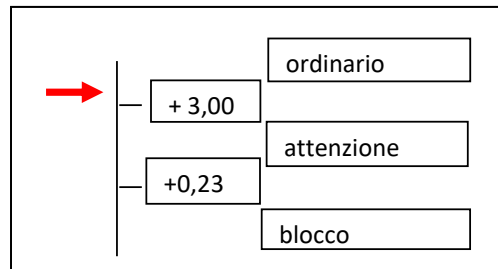 ordinario
+ 3,00
attenzione
+0,23
blocco